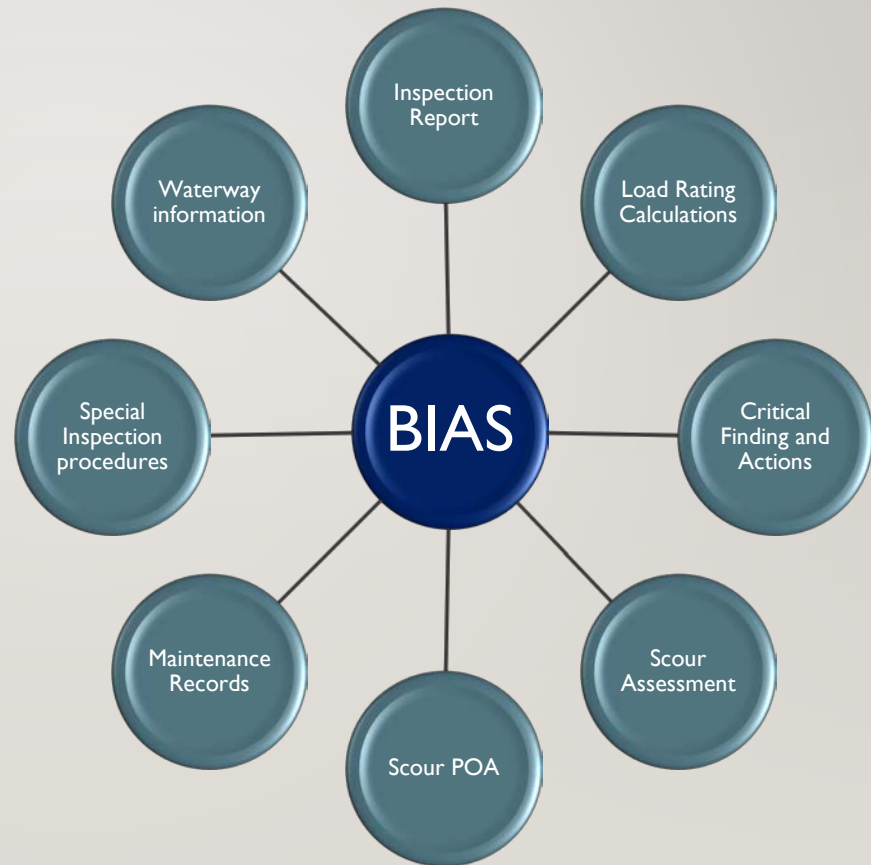 Inspection
Report
Load Rating
Calculations
Critical
Finding and
Actions
Scour
Assessment
Scour POA
Maintenance
Records
Special
Inspection
procedures
Waterway
information
BIAS